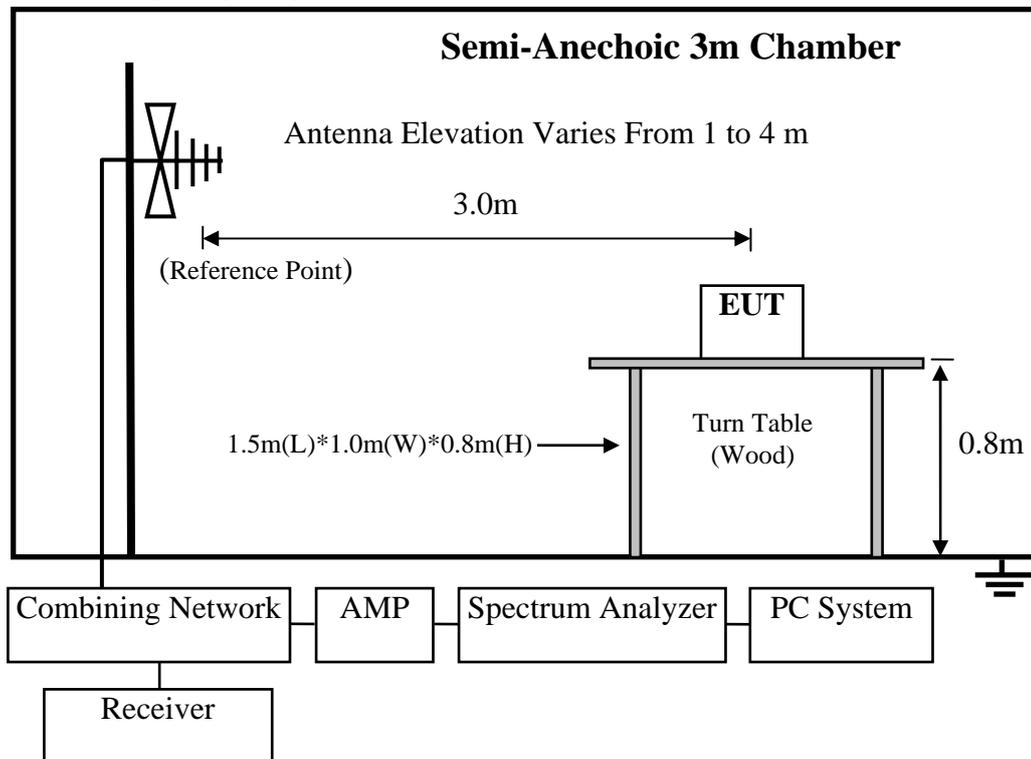 Semi-Anechoic 3m Chamber
Antenna Elevation Varies From 1 to 4 m
3.0m
(Reference Point)
EUT
1.5m(L)*1.0m(W)*0.8m(H)
Turn Table
(Wood)
0.8m
Combining Network
AMP
Spectrum Analyzer
PC System
Receiver